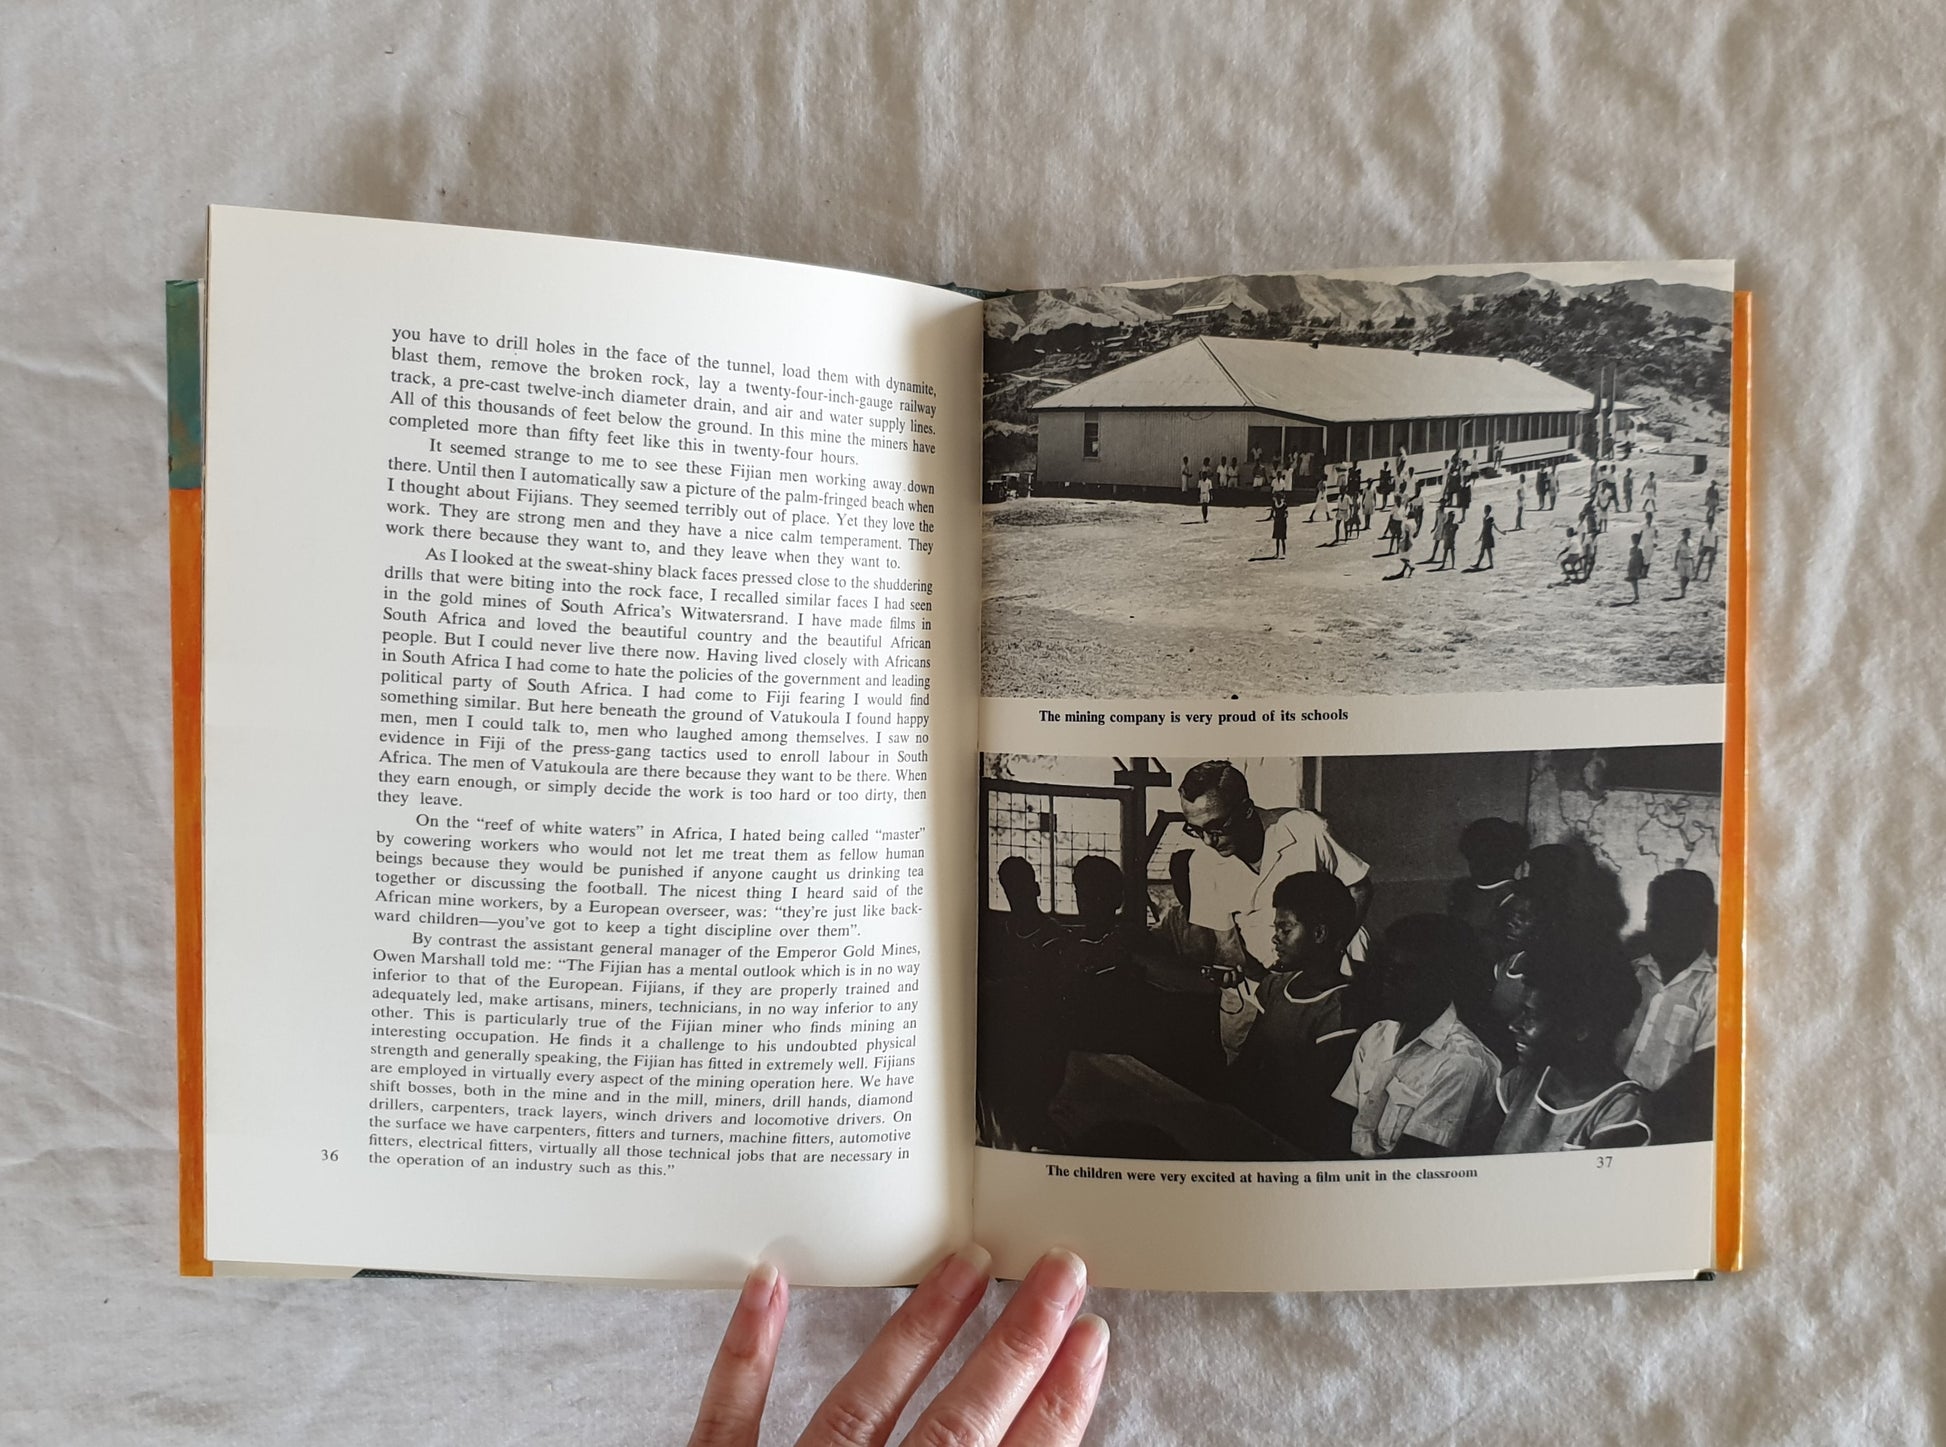 you have to drill holes in the face of the tunnel, load them with dynamite,
blast them, remove the broken rock, lay a twenty-four-inch-gauge railway
track, a pre-cast twelve-inch diameter drain, and air and water supply lines.
All of this thousands of feet below the ground. In this mine the miners have
completed more than fifty feet like this in twenty-four hours.
It seemed strange to me to see these Fijian men working away down
there. Until then I automatically saw a picture of the palm-fringed beach when
I thought about Fijians. They seemed terribly out of place. Yet they love the
work. They are strong men and they have a nice calm temperament. They
work there because they want to, and they leave when they want to.
As I looked at the sweat-shiny black faces pressed close to the shuddering
drills that were biting into the rock face, I recalled similar faces I had seen
in the gold mines of South Africa's Witwatersrand. I have made films in
South Africa and loved the beautiful country and the beautiful African
people. But I could never live there now. Having lived closely with Africans
in South Africa I had come to hate the policies of the government and leading
political party of South Africa. I had come to Fiji fearing I would find
something similar. But here beneath the ground of Vatukoula I found happy
men, men I could talk to, men who laughed among themselves. I saw no
evidence in Fiji of the press-gang tactics used to enroll labour in South
Africa. The men of Vatukoula are there because they want to be there. When
they earn enough, or simply decide the work is too hard or too dirty, then
they leave.
On the “reef of white waters” in Africa, I hated being called “master”
by cowering workers who would not let me treat them as fellow human
beings because they would be punished if anyone caught us drinking tea
together or discussing the football. The nicest thing I heard said of the
African mine workers, by a European overseer, was: “they're just like back-
ward children—you've got to keep a tight discipline over them”.
By contrast the assistant general manager of the Emperor Gold Mines,
Owen Marshall told me: “The Fijian has a mental outlook which is in no way
inferior to that of the European. Fijians, if they are properly trained and
adequately led, make artisans, miners, technicians, in no way inferior to any
other. This is particularly true of the Fijian miner who finds mining an
interesting occupation. He finds it a challenge to his undoubted physical
strength and generally speaking, the Fijian has fitted in extremely well. Fijians
are employed in virtually every aspect of the mining operation here. We have
shift bosses, both in the mine and in the mill, miners, drill hands, diamond
drillers, carpenters, track layers, winch drivers and locomotive drivers. On
the surface we have carpenters, fitters and turners, machine fitters, automotive
fitters, electrical fitters, virtually all those technical jobs that are necessary in
the operation of an industry such as this.”
36
The mining company is very proud of its schools
The children were very excited at having a film unit in the classroom
37